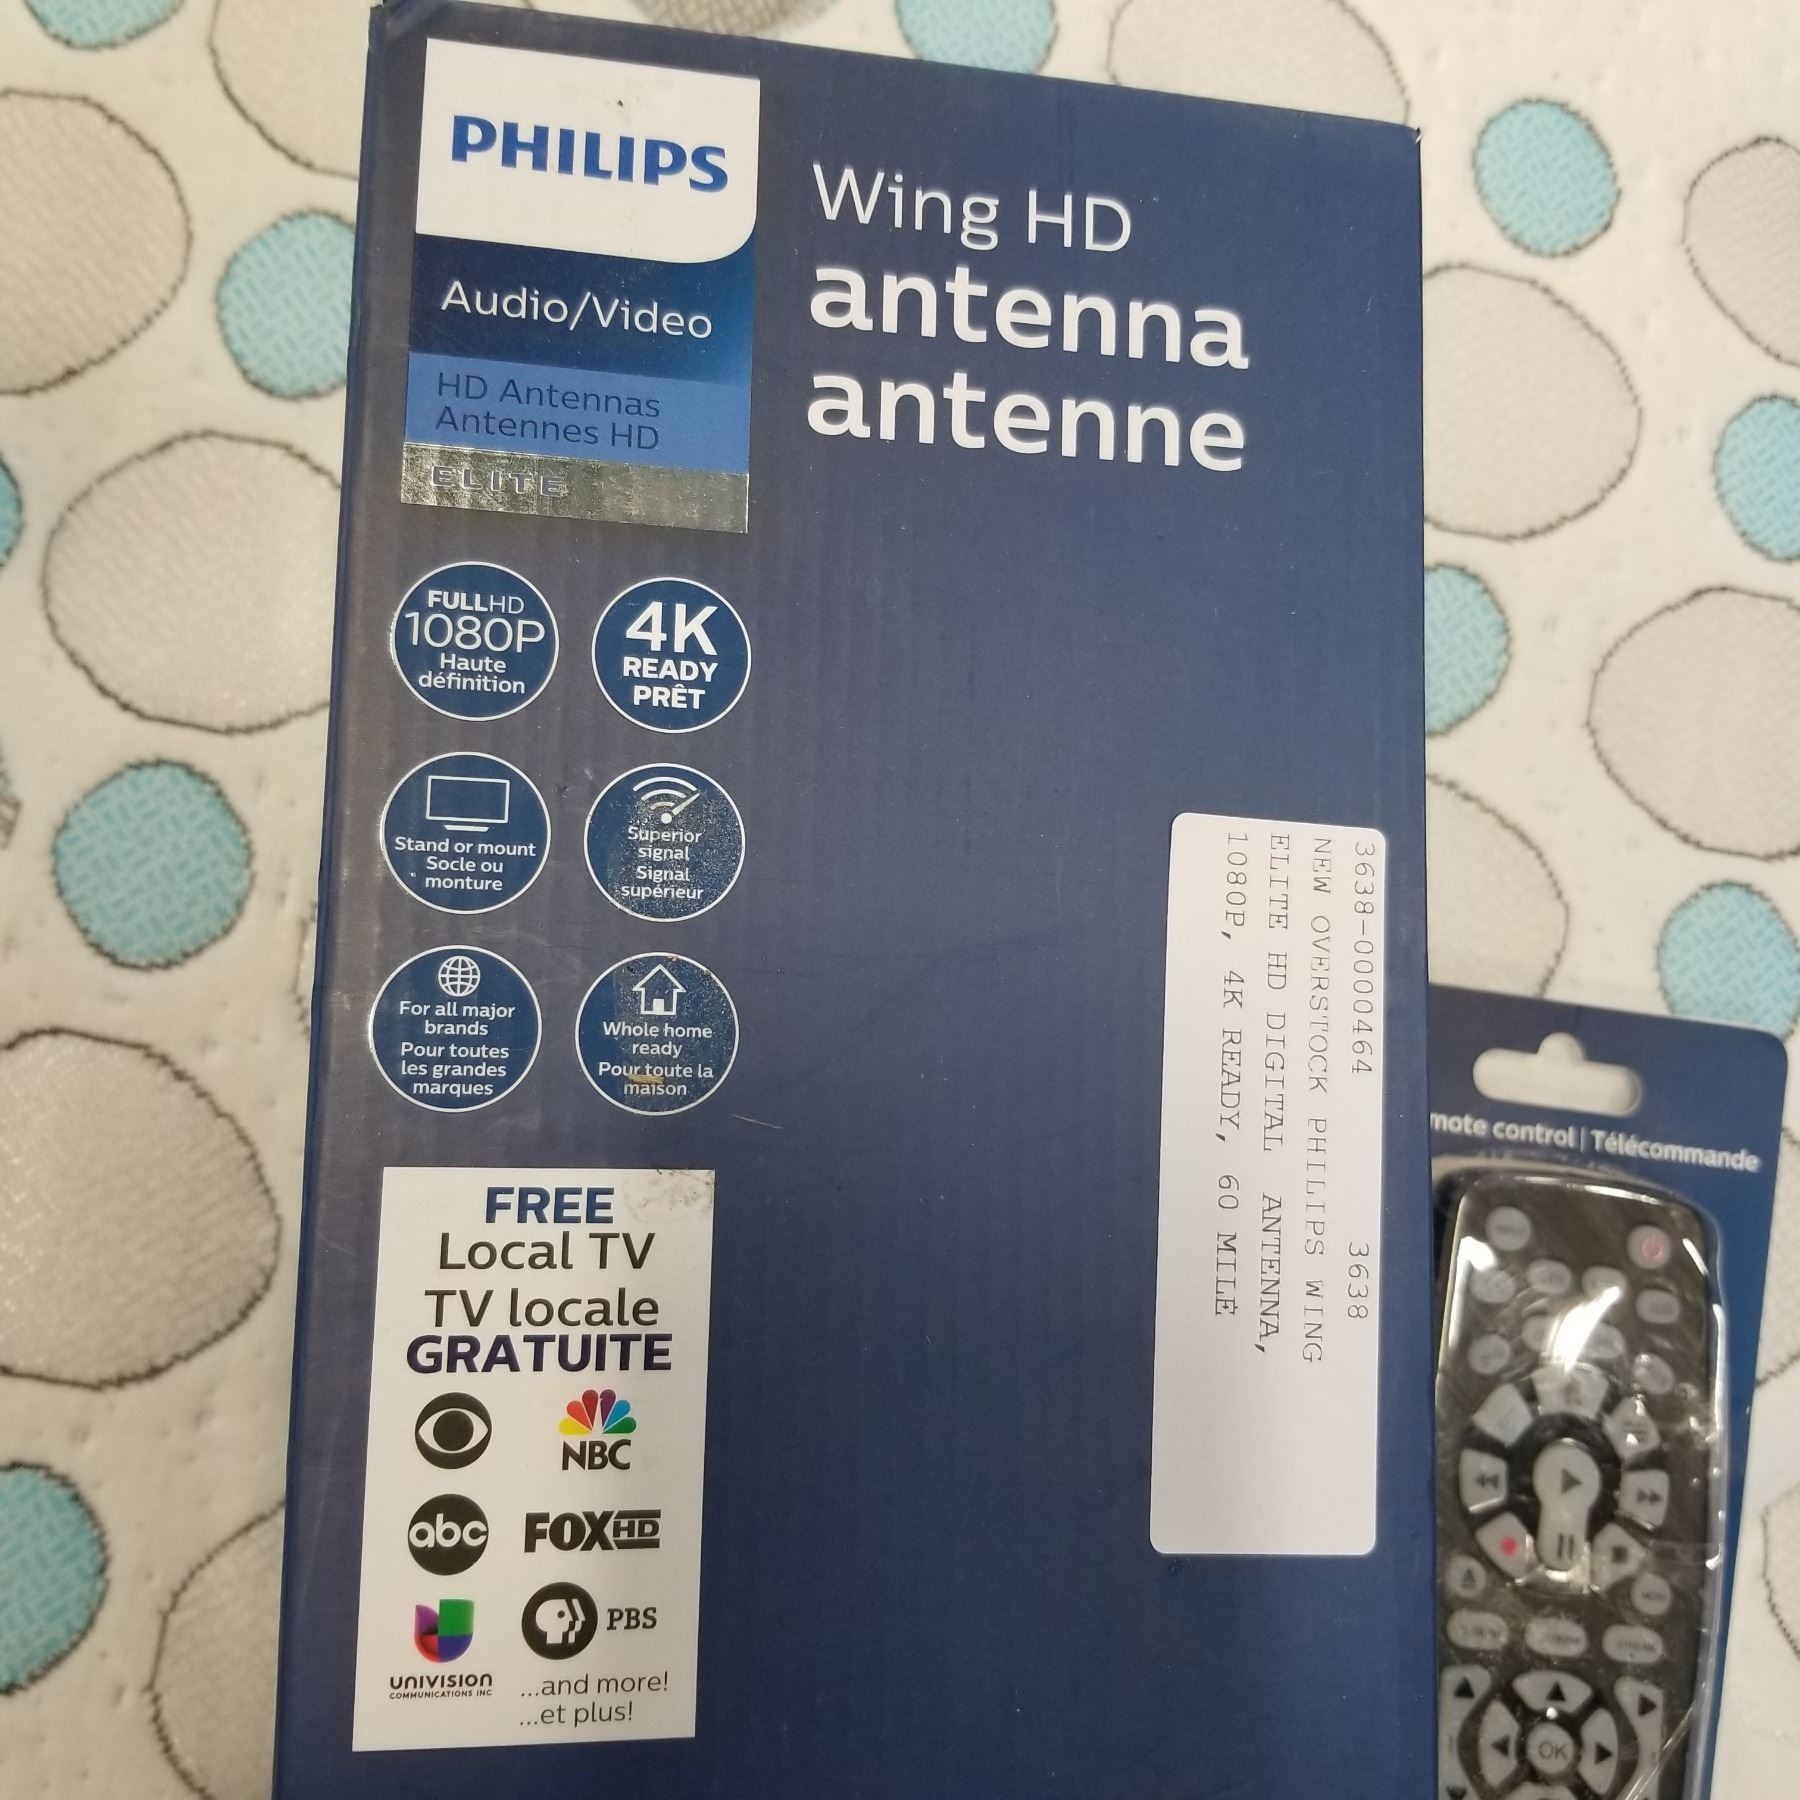 PHILIPS
Audio/Video
HD Antennas
Antennes HD
ELITE
Wing HD
antenna
antenne
FULLHD
1080P
Haute
définition
4K
READY
PRÊT
Stand or mount
Socle ou
monture
Superior
signal
Signal
supérieur
For all major
brands
Pour toutes
les grandes
marques
Whole home
ready
Pour toute la
maison
FREE
Local TV
TV locale
GRATUITE
NBC
abc
FOXHD
UNIVISION
COMMUNICATIONS INC
PBS
...and more!
...et plus!
3638-0000464 3638
NEW OVERSTOCK PHILIPS WING
ELITE HD DIGITAL ANTENNA,
1080P, 4K READY, 60 MILE
mote control | Télécommande
OK